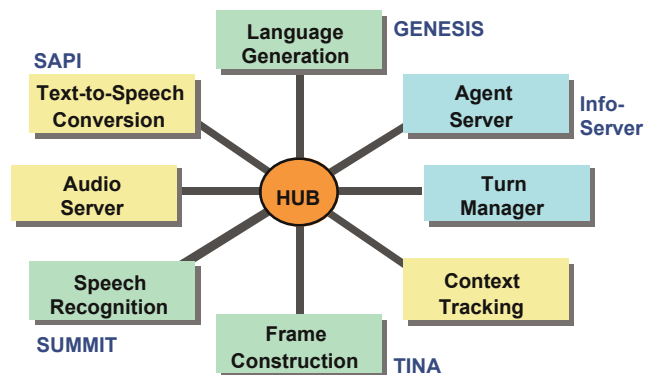 Language
Generation
GENESIS
SAPI
Text-to-Speech
Conversion
Agent
Server
Info-
Server
Audio
Server
HUB
Turn
Manager
Speech
Recognition
SUMMIT
Context
Tracking
Frame
Construction
TINA